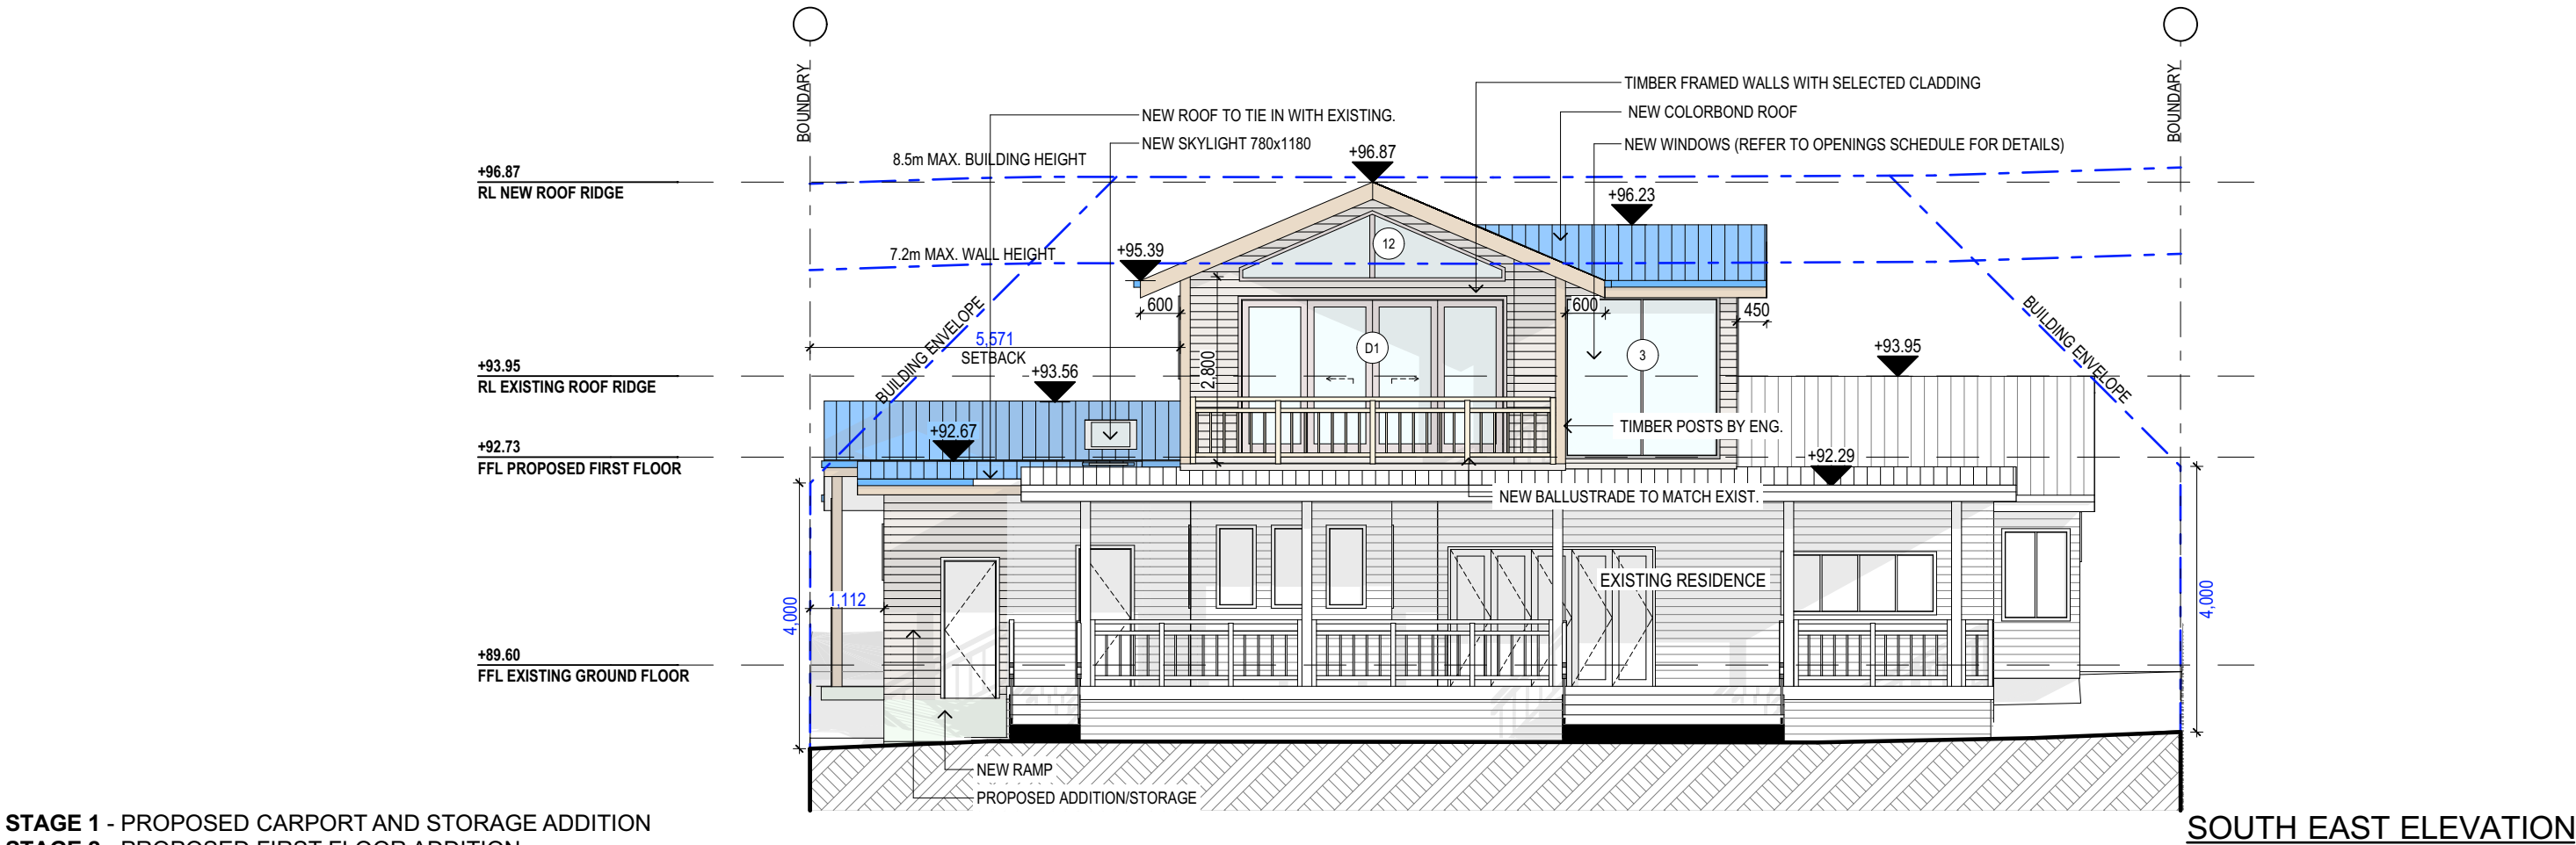 BOUNDARY
BOUNDARY
TIMBER FRAMED WALLS WITH SELECTED CLADDING
NEW ROOF TO TIE IN WITH EXISTING.
NEW COLORBOND ROOF
NEW SKYLIGHT 780x1180
NEW WINDOWS (REFER TO OPENINGS SCHEDULE FOR DETAILS)
8.5m MAX. BUILDING HEIGHT
+96.87
+96.87
RL NEW ROOF RIDGE
+96.23
12
7.2m MAX. WALL HEIGHT
+95.39
600
600
450
BUILDING ENVELOPE
BUILDING ENVELOPE
5,571
SETBACK
D1
3
2,800
+93.95
+93.95
RL EXISTING ROOF RIDGE
+93.56
+92.67
TIMBER POSTS BY ENG.
+92.73
FFL PROPOSED FIRST FLOOR
+92.29
NEW BALLUSTRADE TO MATCH EXIST.
EXISTING RESIDENCE
4,000
1,112
4,000
+89.60
FFL EXISTING GROUND FLOOR
NEW RAMP
PROPOSED ADDITION/STORAGE
STAGE 1 - PROPOSED CARPORT AND STORAGE ADDITION
SOUTH EAST ELEVATION
STAGE 2 - PROPOSED FIRST FLOOR ADDITION